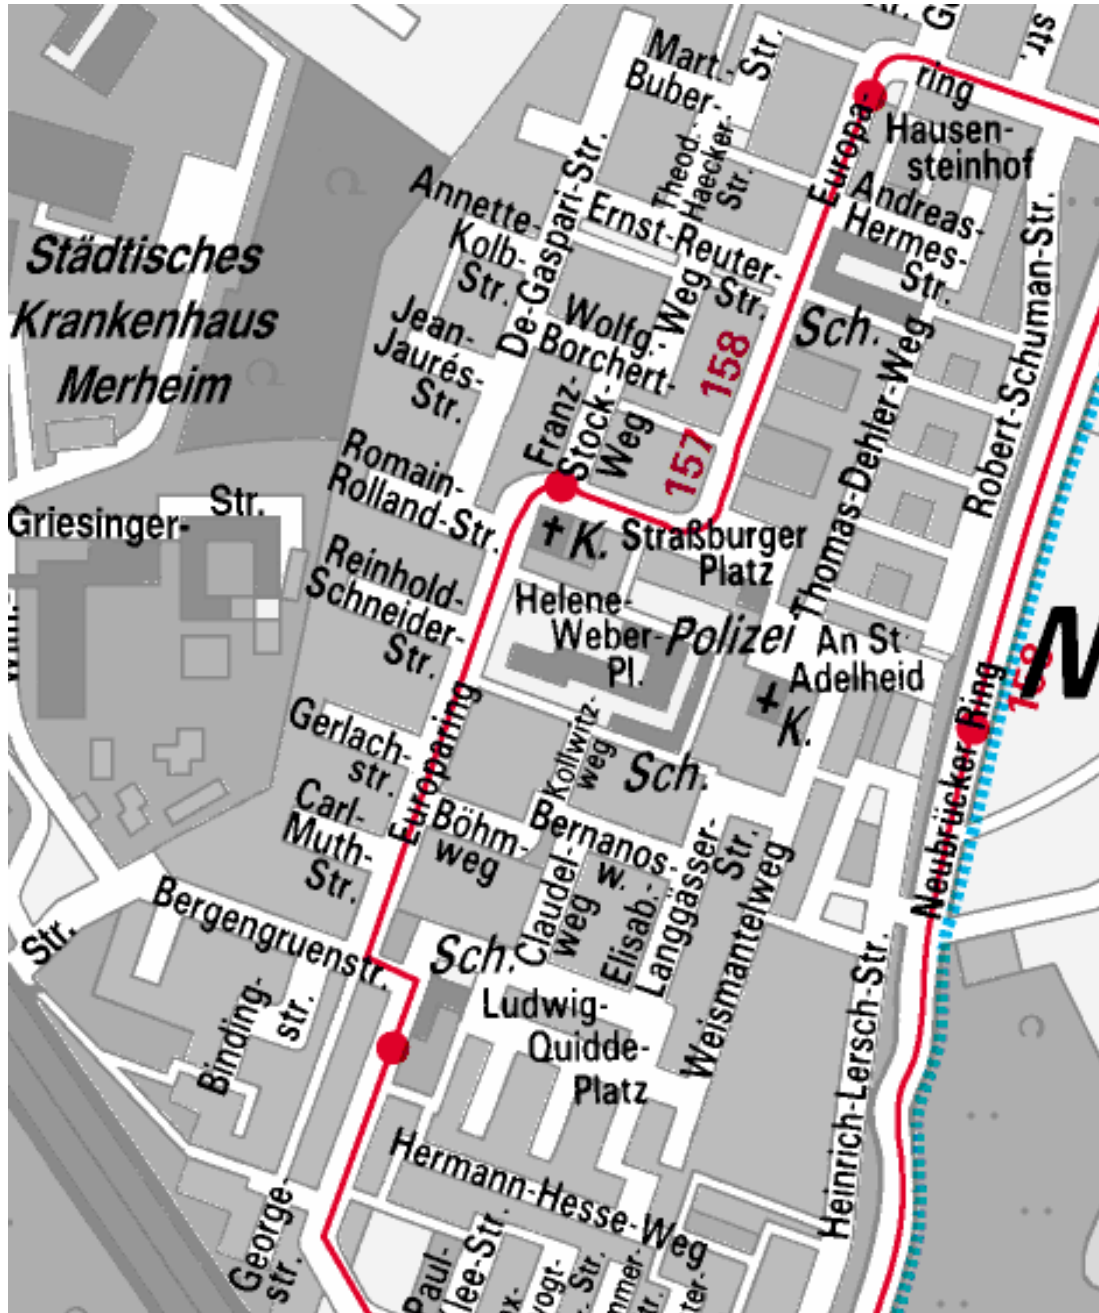 Mart.-
Buber-
Str.
Europa-
ring
Hausen-
steinhof
Theod.-
Haecker-
Str.
De-Gaspari-Str.
Annette-
Kolb-
Str.
Ernst-Reuter-
Str.
Andreas-
Hermes-
Str.
Städtisches
Krankenhaus
Merheim
Jean-
Jaurés-
Str.
Wolfg.-
Borchert-
Weg
158
Sch.
Robert-Schuman-Str.
Thomas-Dehler-Weg
Franz-
Stock-
Weg
157
Romain-
Rolland-Str.
Griesinger-
Str.
K.
Straßburger
Platz
Reinhold-
Schneider-
Str.
Helene-
Weber-
Pl.
Polizei
An St
Adelheid
K.
158
Neubrücker Ring
Gerlach-
str.
Europaring
Kollwitz-
weg
Sch.
Carl-
Muth-
Str.
Böhm-
weg
Bernanos-
w.
Claudel-
weg
Elisab.-
Langgässer-
Str.
Weismantelweg
Str.
Bergengruenstr.
Sch.
Binding-
str.
Ludwig-
Quidde-
Platz
Heinrich-Lersch-Str.
Hermann-Hesse-Weg
George-
str.
Paul-
Klee-Str.
Str.